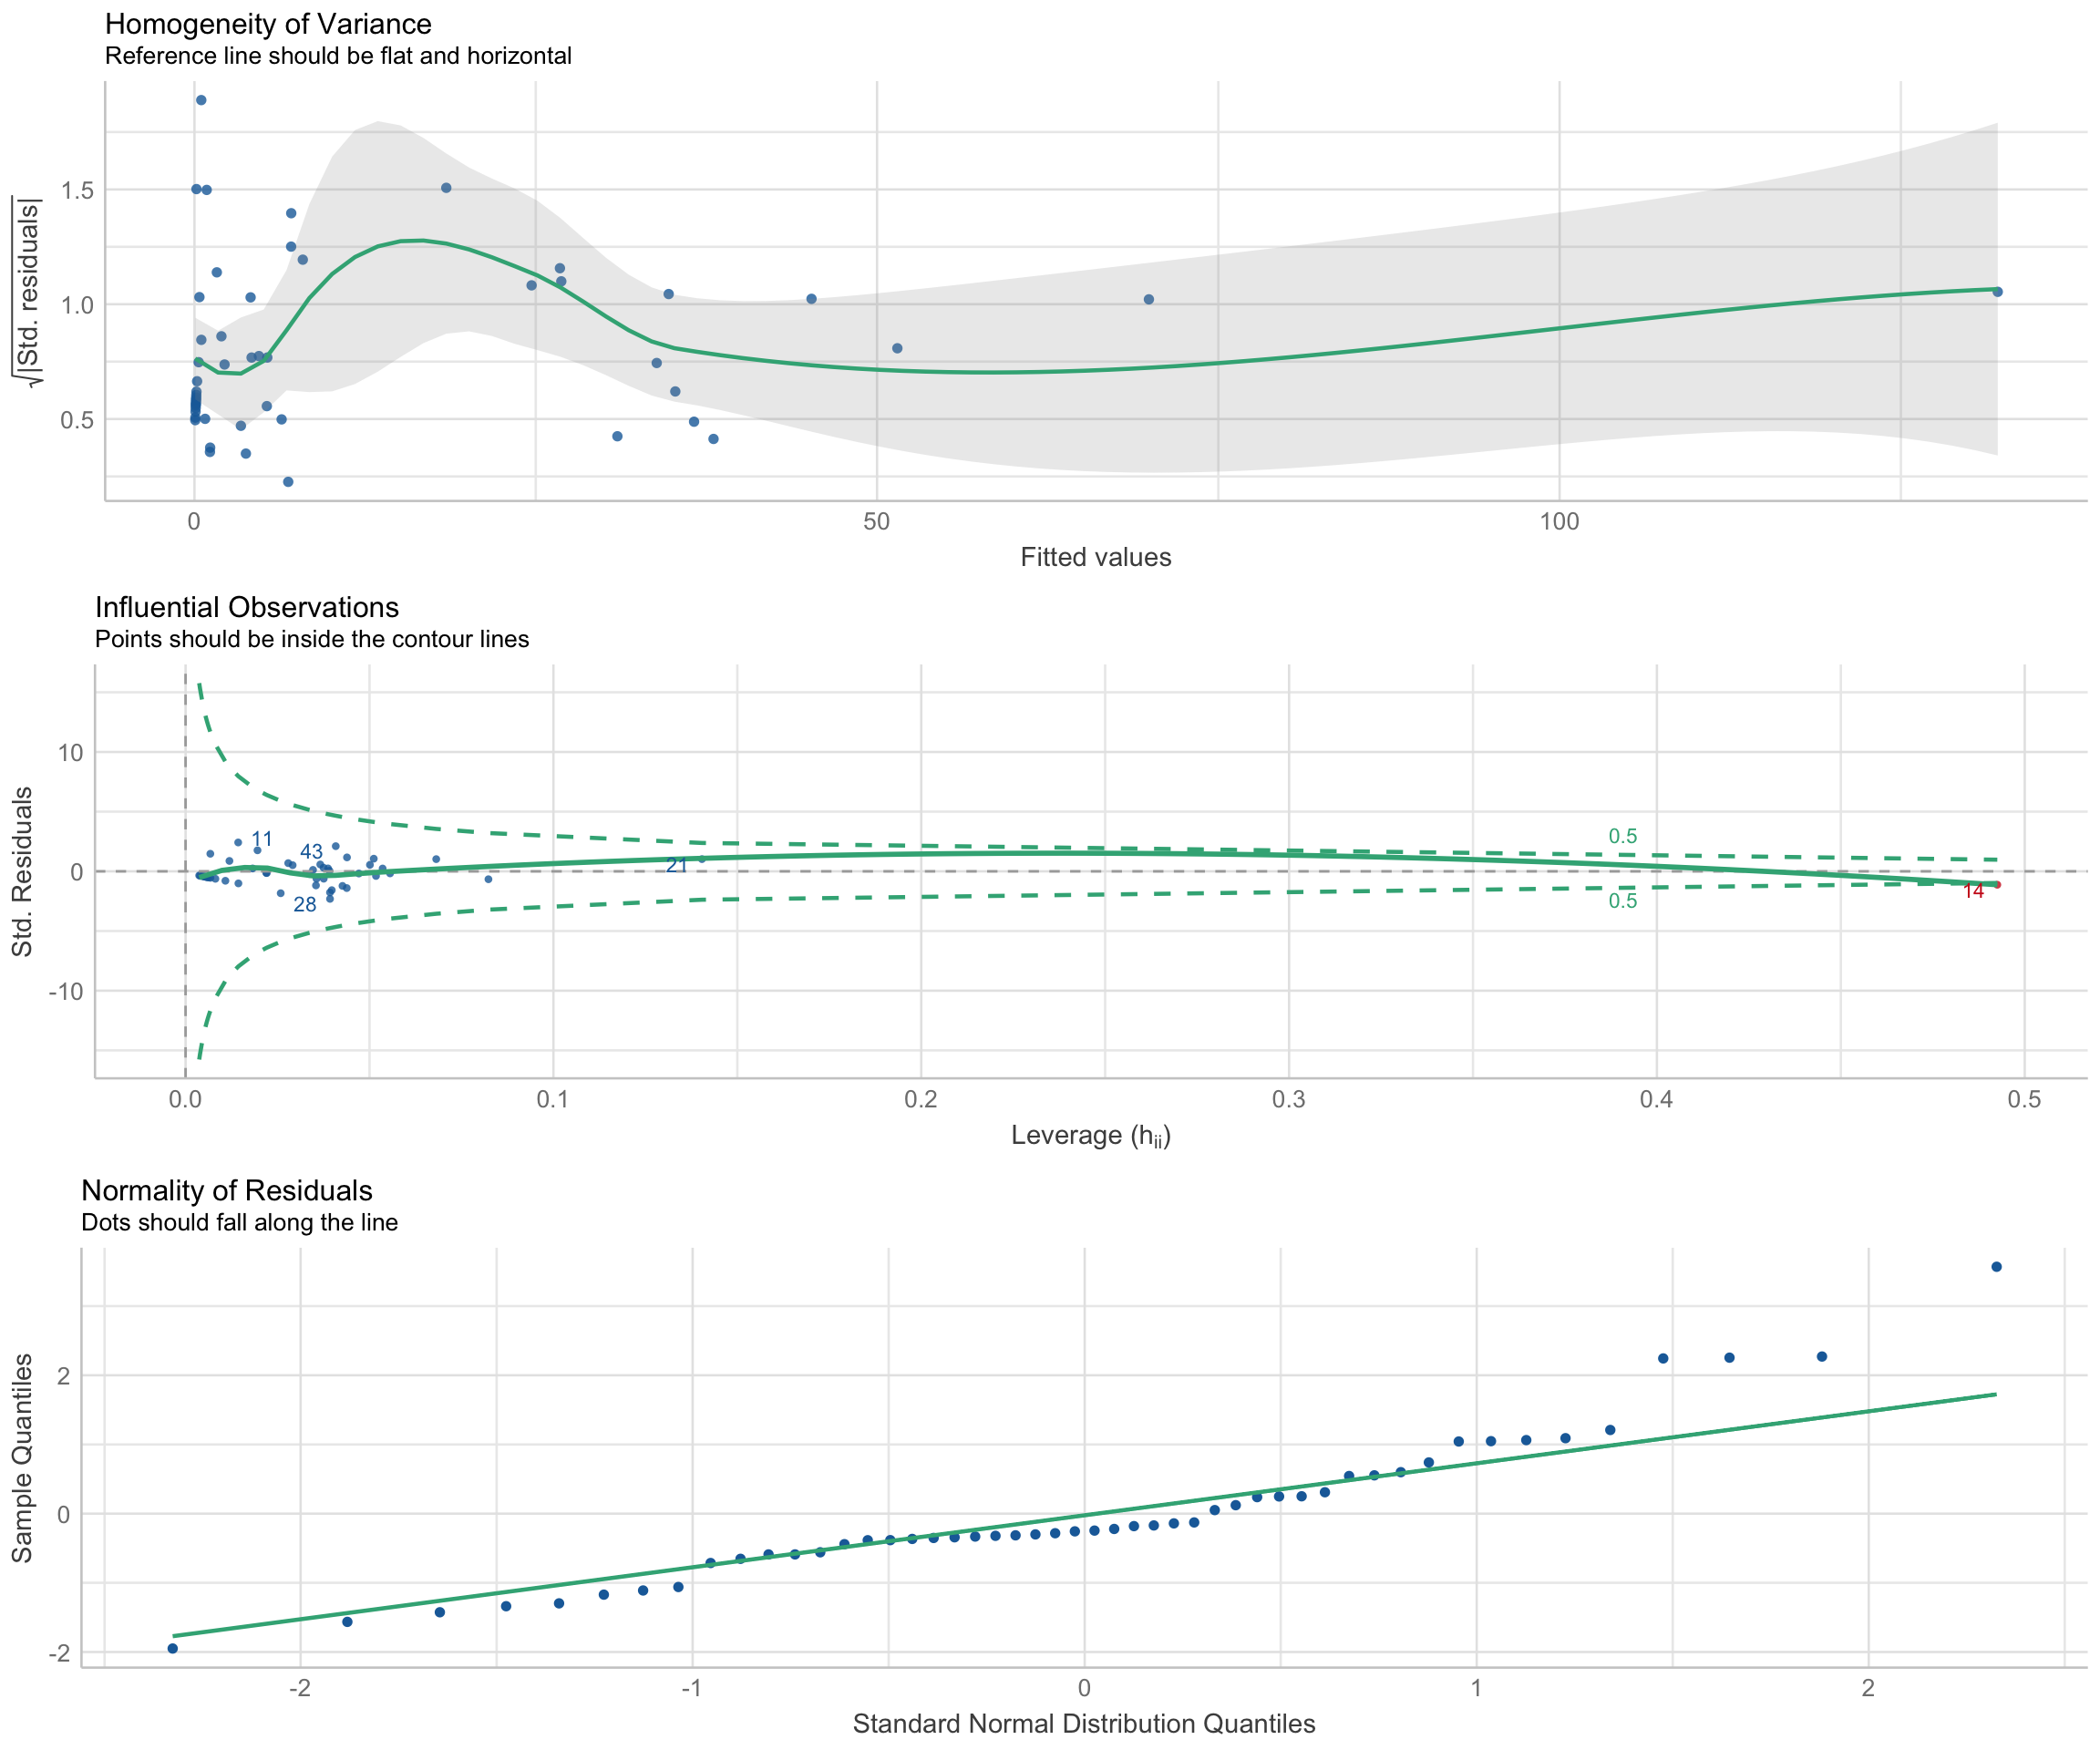 Homogeneity of Variance
Reference line should be flat and horizontal
√|Std. residuals|
1.5
1.0
0.5
0
50
100
Fitted values
Influential Observations
Points should be inside the contour lines
Std. Residuals
10
0
-10
11
43
28
21
0.5
0.5
14
0.0
0.1
0.2
0.3
0.4
0.5
Leverage (hᵢᵢ)
Normality of Residuals
Dots should fall along the line
Sample Quantiles
2
0
-2
-2
-1
0
1
2
Standard Normal Distribution Quantiles